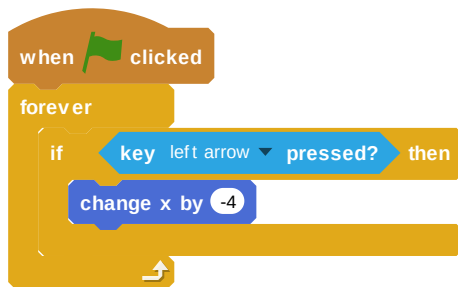 when clicked
forever
if key left arrow pressed? then
change x by -4